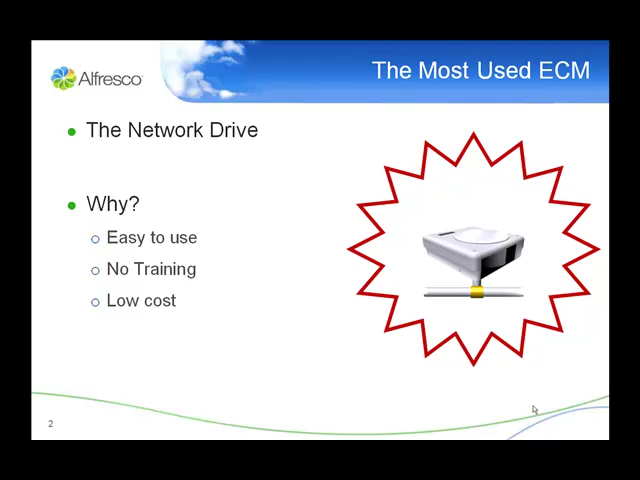 Alfresco
The Most Used ECM
The Network Drive
Why?
Easy to use
No Training
Low cost
2